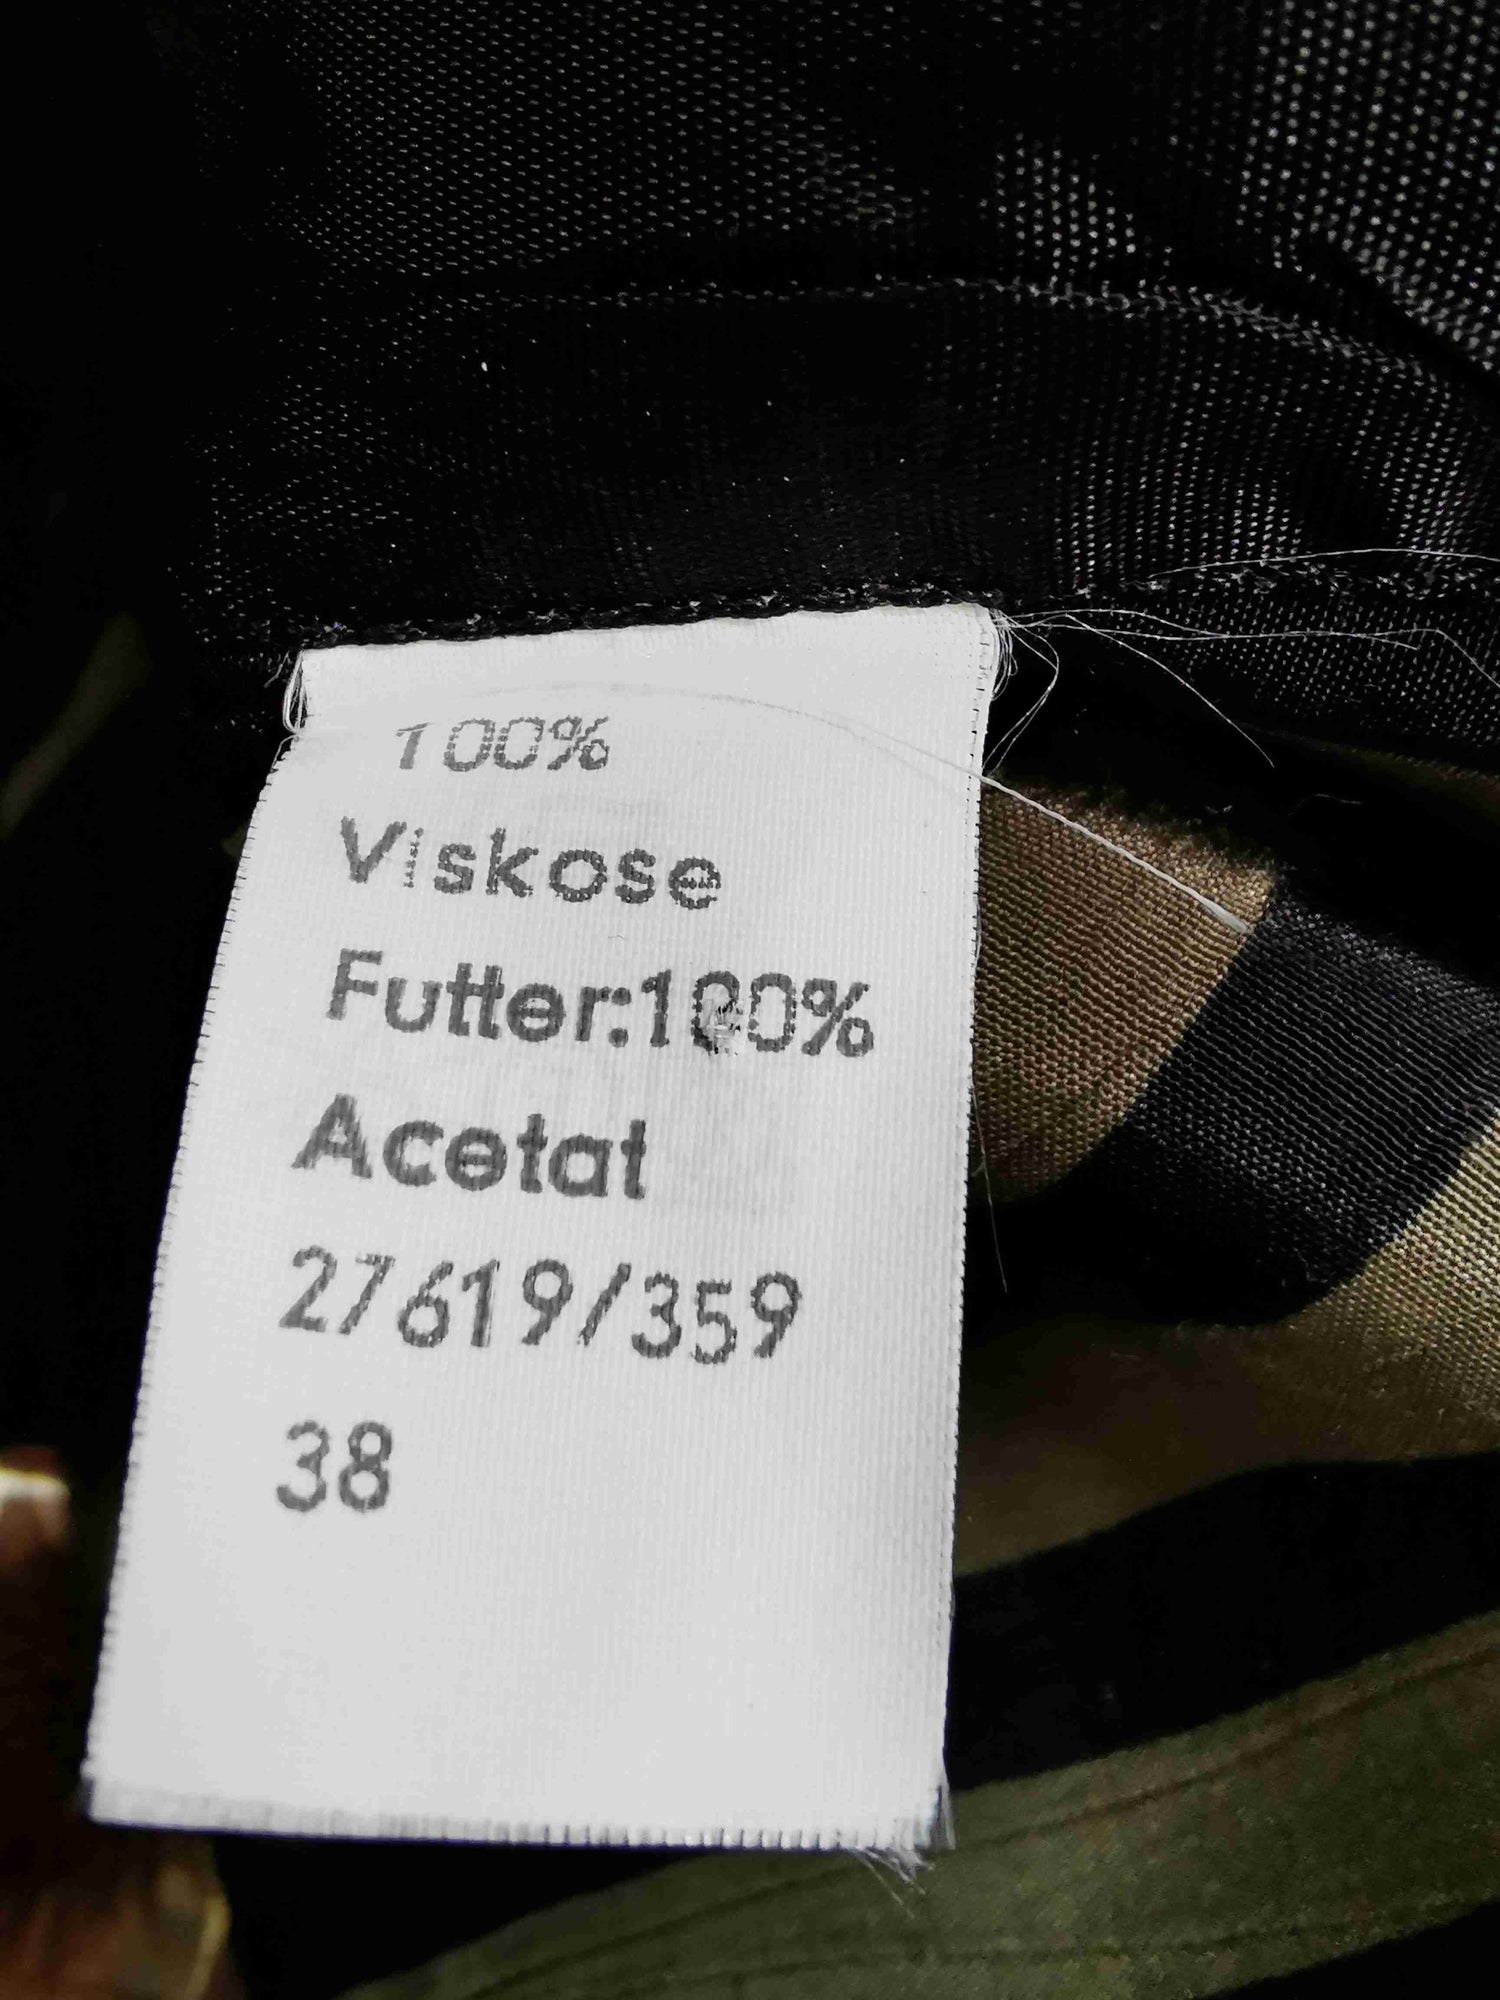 100%
Viskose
Futter:100%
Acetat
27619/359
38